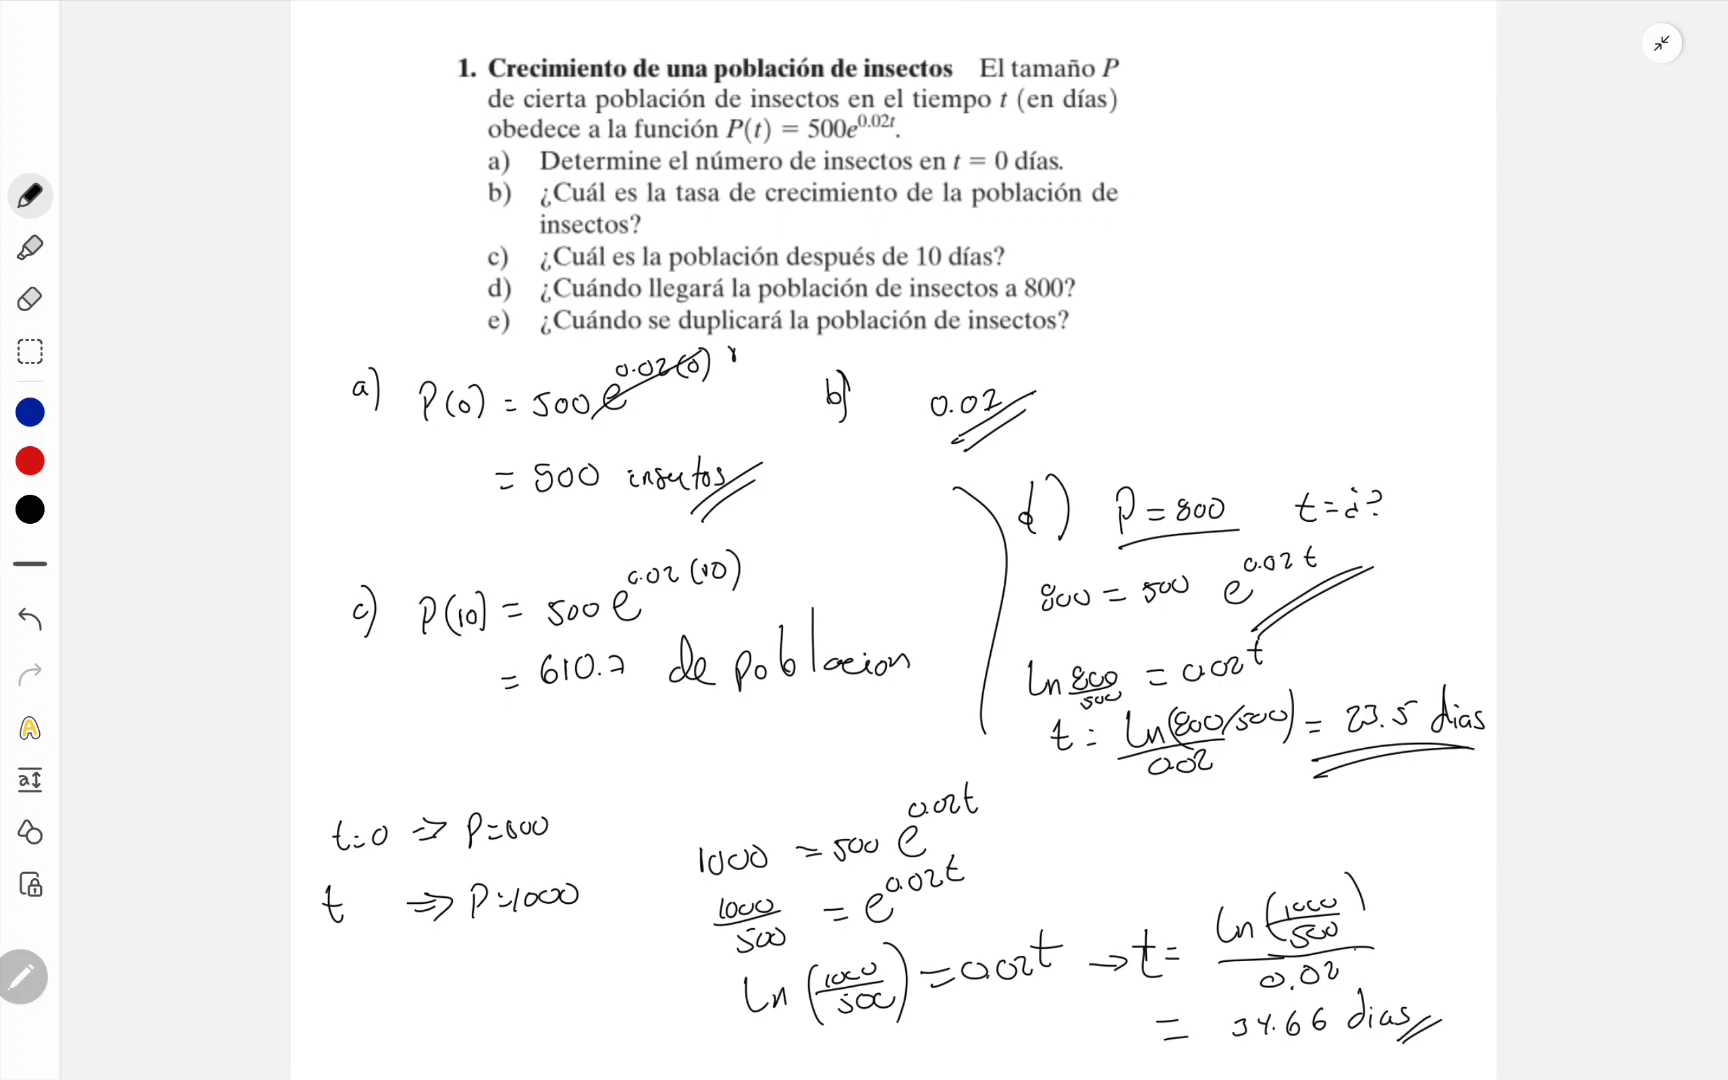 1. Crecimiento de una población de insectos El tamaño P
de cierta población de insectos en el tiempo t (en días)
obedece a la función P(t) = 500e^0.02t.
a) Determine el número de insectos en t = 0 días.
b) ¿Cuál es la tasa de crecimiento de la población de
insectos?
c) ¿Cuál es la población después de 10 días?
d) ¿Cuándo llegará la población de insectos a 800?
e) ¿Cuándo se duplicará la población de insectos?
a) P(0) = 500e^0.02(0)
= 500 insectos
b) 0.02
c) P(10) = 500e^0.02(10)
= 610.7 de poblacion
d) P = 800 t = ¿?
800 = 500 e^0.02t
Ln 800/500 = 0.02t
t = Ln(800/500)/0.02 = 23.5 dias
t=0 => P=500
t => P=1000
1000 = 500 e^0.02t
1000/500 = e^0.02t
Ln (1000/500) = 0.02t → t = Ln(1000/500)/0.02
= 34.66 dias